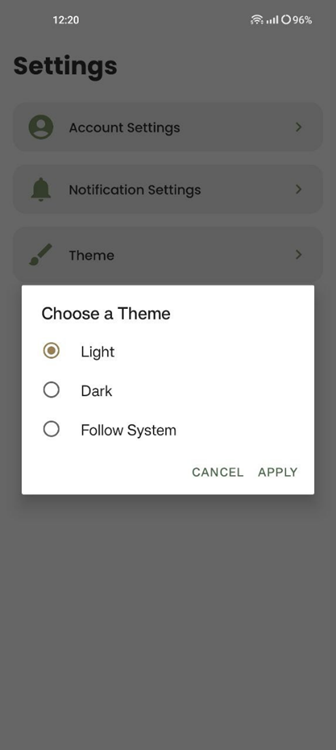 12:20
96%
Settings
Account Settings
Notification Settings
Theme
Choose a Theme
Light
Dark
Follow System
CANCEL APPLY